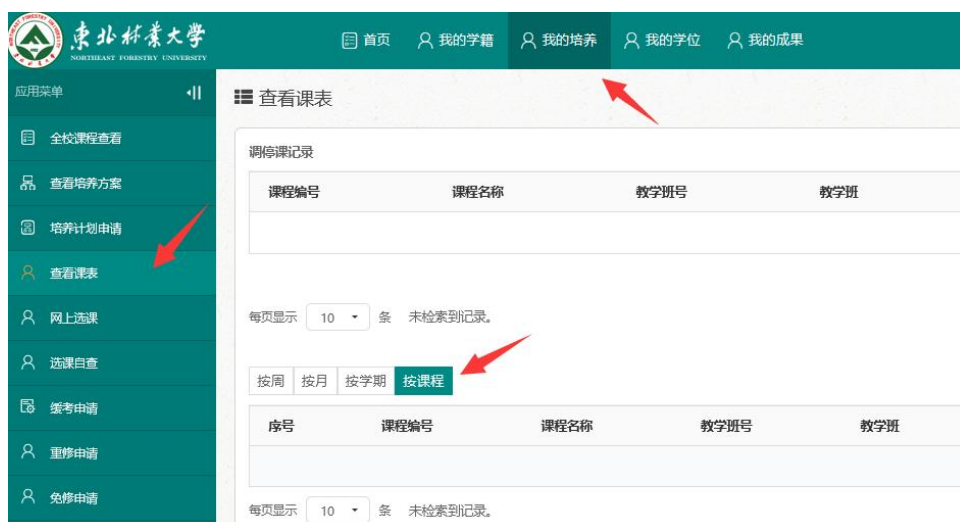 東北林業大学
NORTHEAST FORESTRY UNIVERSITY
首页 我的学籍 我的培养 我的学位 我的成果
应用菜单
全校课程查看
查看培养方案
培养计划申请
查看课表
网上选课
选课自查
缓考申请
重修申请
免修申请
查看课表
调停课记录
课程编号 课程名称 教学班号 教学班
每页显示 10 条 未检索到记录。
按周 按月 按学期 按课程
序号 课程编号 课程名称 教学班号 教学班
每页显示 10 条 未检索到记录。